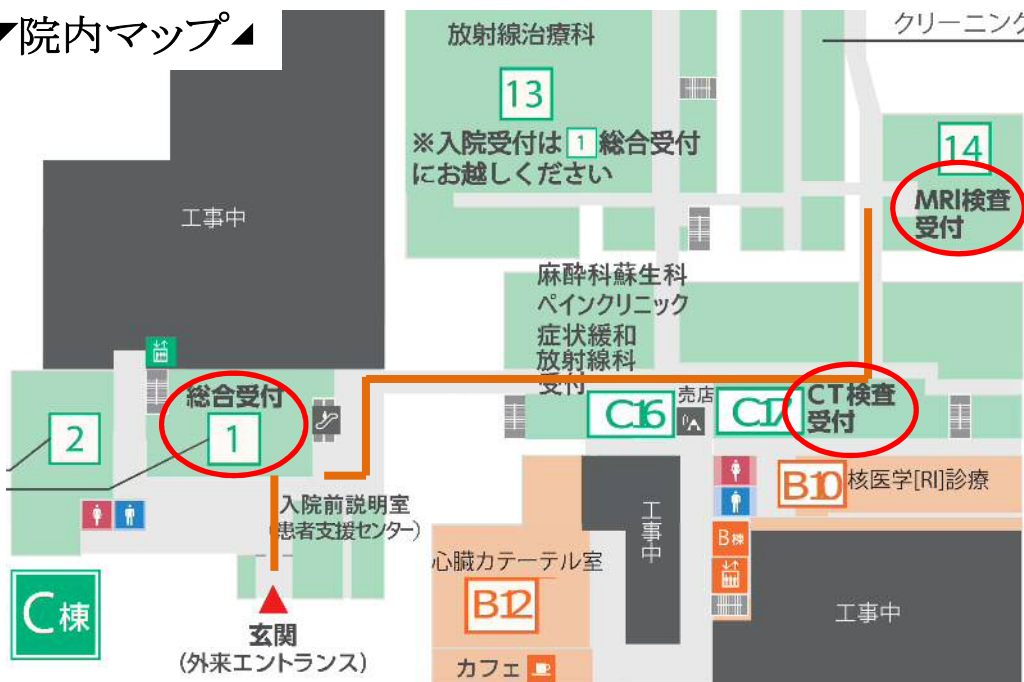 ▼院内マップ◢
クリーニング
放射線治療科
13
※入院受付は 1 総合受付
にお越しください
14
MRI検査
受付
工事中
麻酔科蘇生科
ペインクリニック
症状緩和
放射線科
受付
総合受付
1
2
C16
売店
C17
CT検査
受付
入院前説明室
(患者支援センター)
工事中
B10
核医学[RI]診療
B棟
心臓カテーテル室
B12
カフェ
工事中
C棟
玄関
(外来エントランス)